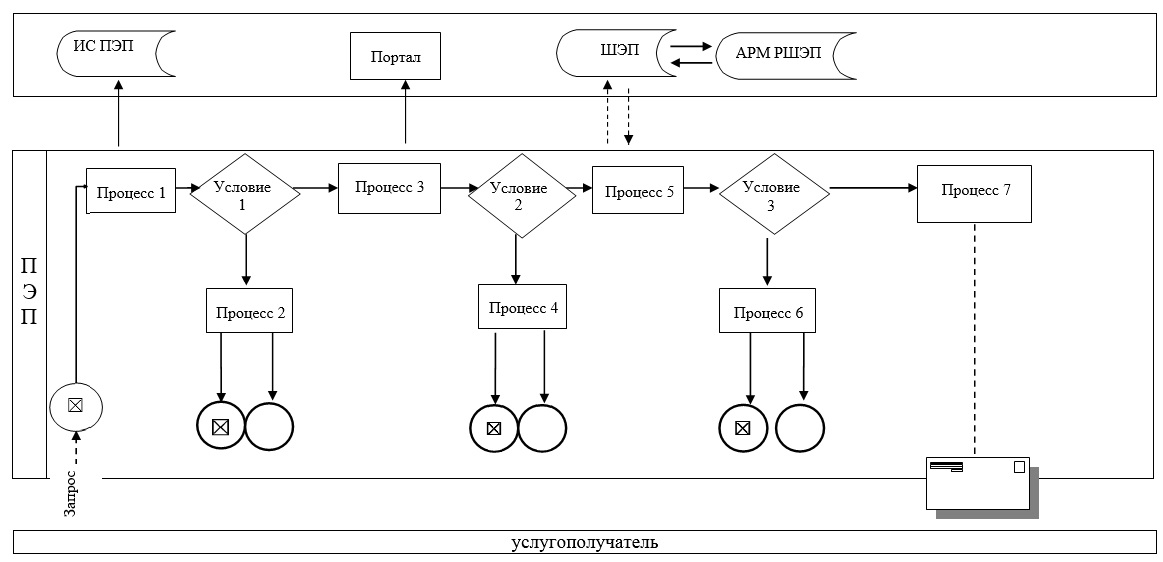 ИС ПЭП
Портал
ШЭП
АРМ РШЭП
П
Э
П
Процесс 1
Условие
1
Процесс 3
Условие
2
Процесс 5
Условие
3
Процесс 7
Процесс 2
Процесс 4
Процесс 6
Запрос
услугополучатель